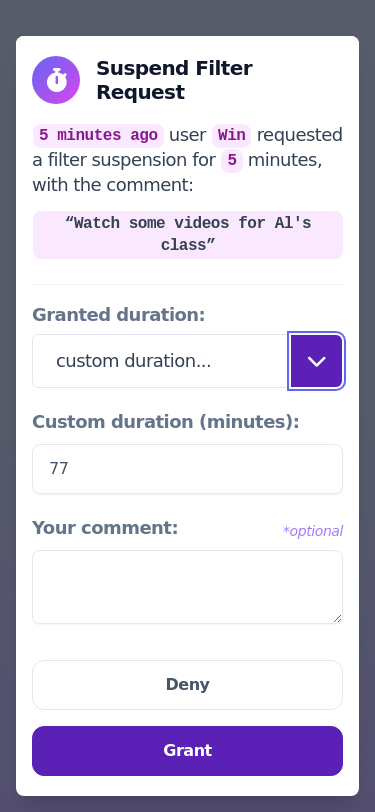 Suspend Filter
Request
5 minutes ago user Win requested
a filter suspension for 5 minutes,
with the comment:
“Watch some videos for Al's
class”
Granted duration:
custom duration...
Custom duration (minutes):
77
Your comment:
*optional
Deny
Grant